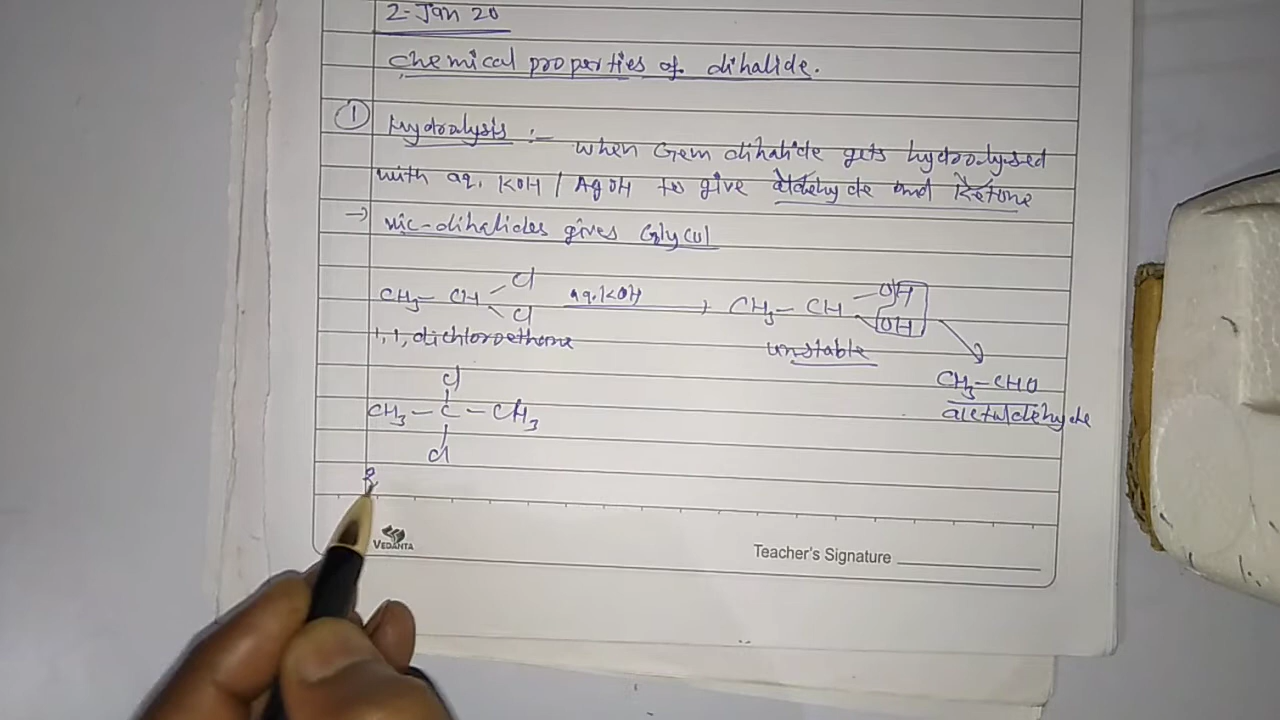 2-Jan 20
chemical properties of dihalide.
① Hydrolysis :- when Gem dihalide gets hydrolysed
with aq. KOH / AgOH to give aldehyde and Ketone
→ vic-dihalides gives Glycol
CH3 - CH Cl Cl aq. KOH → CH3 - CH OH OH
1,1, dichloroethane unstable
CH3-CHO
acetaldehyde
Cl
CH3 - C - CH3
Cl
2
VEDANTA
Teacher's Signature